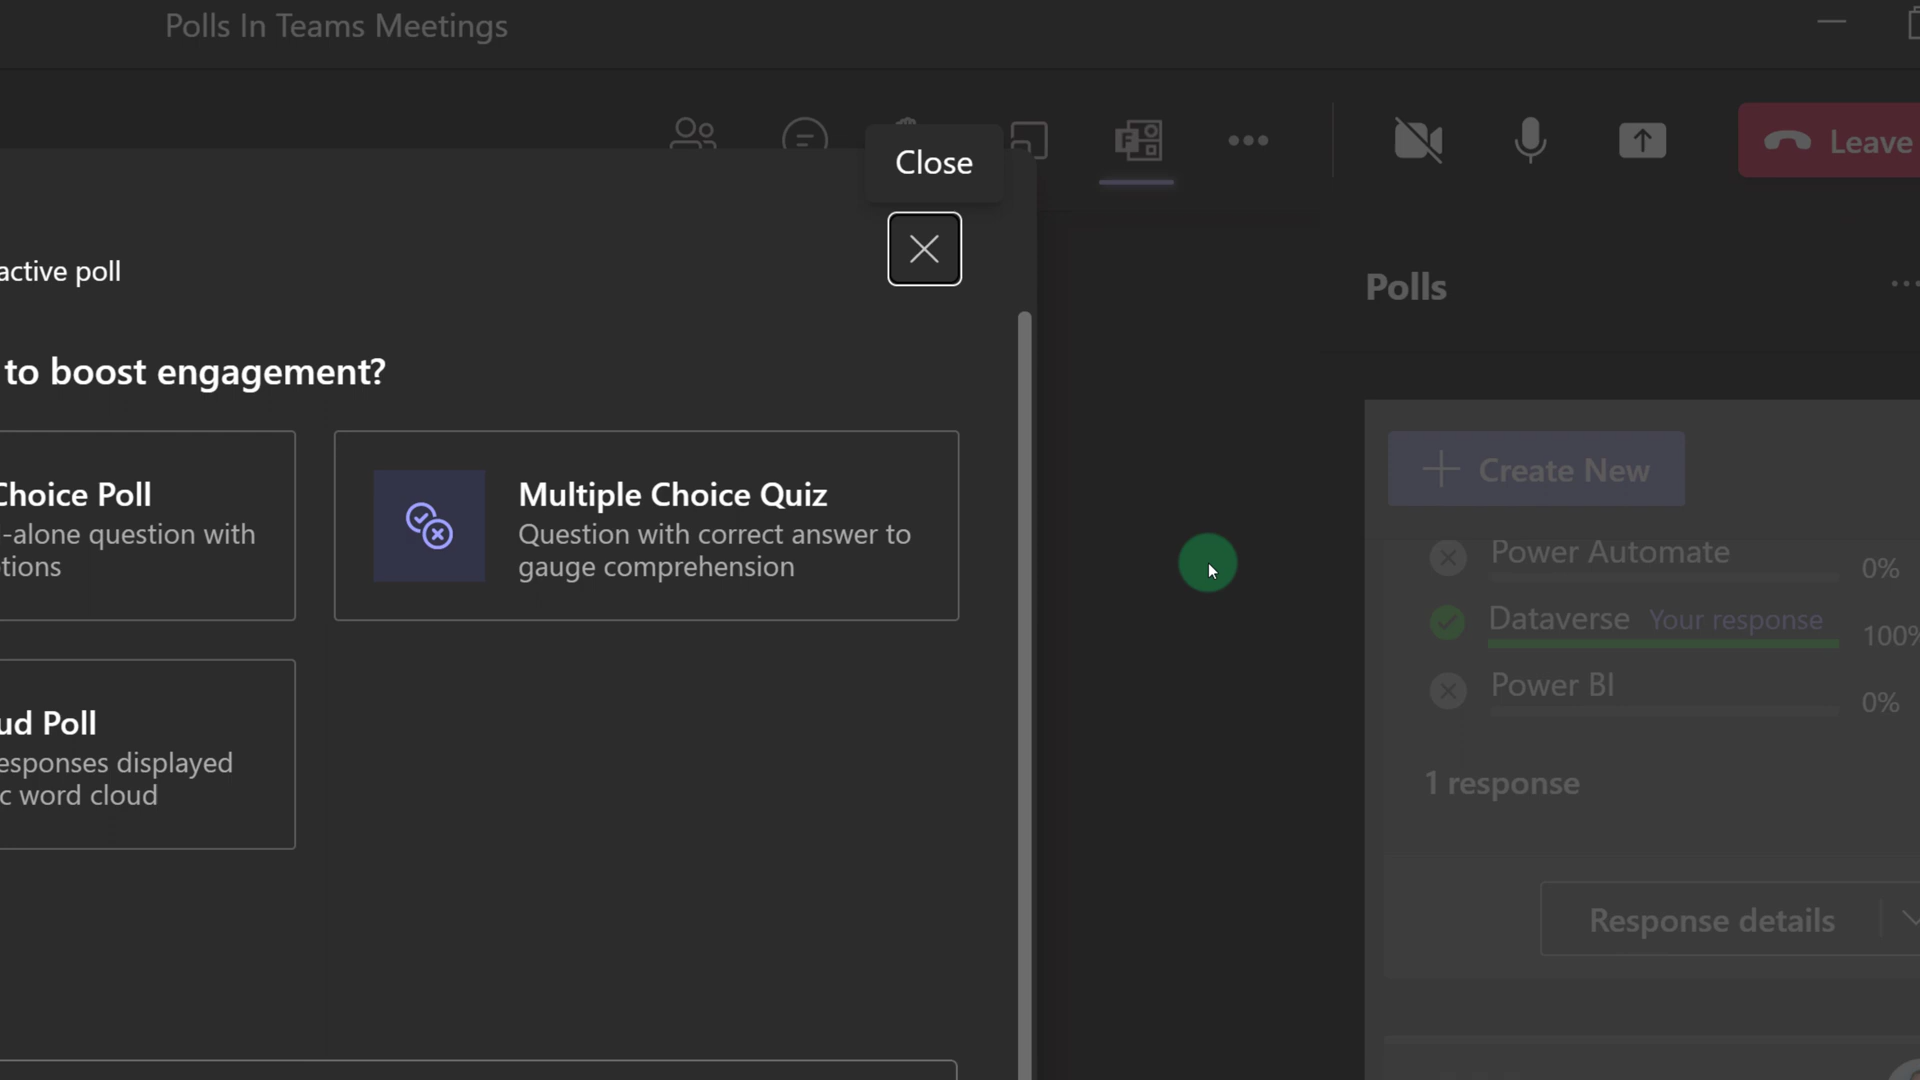 Polls In Teams Meetings
Leave
Close
active poll
to boost engagement?
Choice Poll
-alone question with
tions
Multiple Choice Quiz
Question with correct answer to
gauge comprehension
ud Poll
esponses displayed
c word cloud
Polls
Create New
Power Automate
0%
Dataverse Your response
100%
Power BI
0%
1 response
Response details